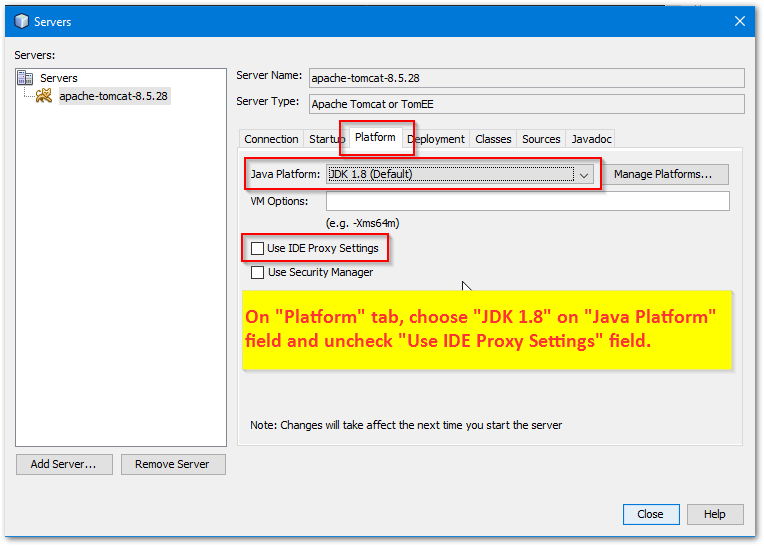 Servers
Servers:
Servers
apache-tomcat-8.5.28
Server Name: apache-tomcat-8.5.28
Server Type: Apache Tomcat or TomEE
Connection Startup Platform Deployment Classes Sources Javadoc
Java Platform: JDK 1.8 (Default) Manage Platforms...
VM Options:
(e.g. -Xms64m)
Use IDE Proxy Settings
Use Security Manager
On "Platform" tab, choose "JDK 1.8" on "Java Platform"
field and uncheck "Use IDE Proxy Settings" field.
Note: Changes will take affect the next time you start the server
Add Server... Remove Server
Close Help